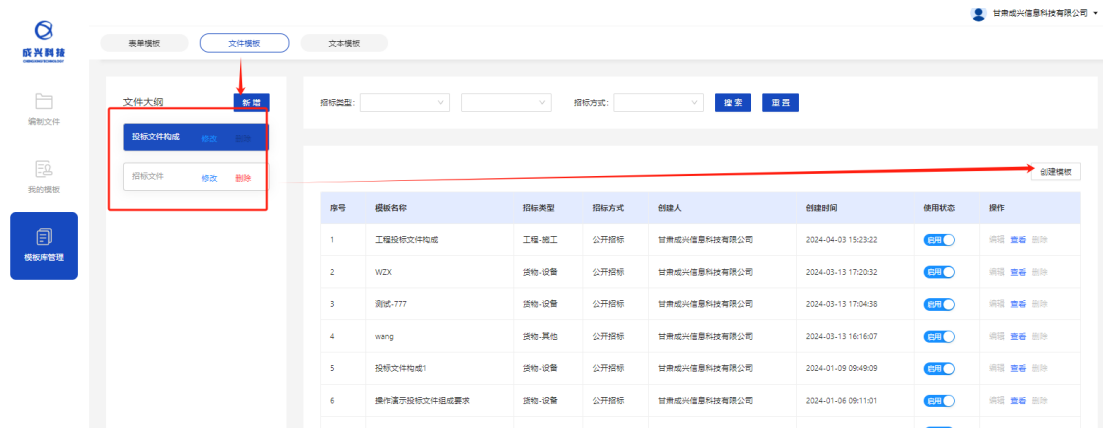 甘肃成兴信息科技有限公司
成兴科技
表单模板 文件模板 文本模板
编制文件
我的模板
模板库管理
文件大纲 新增
投标文件构成 修改 删除
招标文件 修改 删除
招标类型: 招标方式: 搜索 重置
创建模板
序号 模板名称 招标类型 招标方式 创建人 创建时间 使用状态 操作
1 工程投标文件构成 工程-施工 公开招标 甘肃成兴信息科技有限公司 2024-04-03 15:23:22 启用 编辑 查看 删除
2 WZX 货物-设备 公开招标 甘肃成兴信息科技有限公司 2024-03-13 17:20:32 启用 编辑 查看 删除
3 测试-777 货物-设备 公开招标 甘肃成兴信息科技有限公司 2024-03-13 17:04:38 启用 编辑 查看 删除
4 wang 货物-其他 公开招标 甘肃成兴信息科技有限公司 2024-03-13 16:16:07 启用 编辑 查看 删除
5 投标文件构成1 货物-设备 公开招标 甘肃成兴信息科技有限公司 2024-01-09 09:49:09 启用 编辑 查看 删除
6 操作演示投标文件组成要求 货物-设备 公开招标 甘肃成兴信息科技有限公司 2024-01-06 09:11:01 启用 编辑 查看 删除